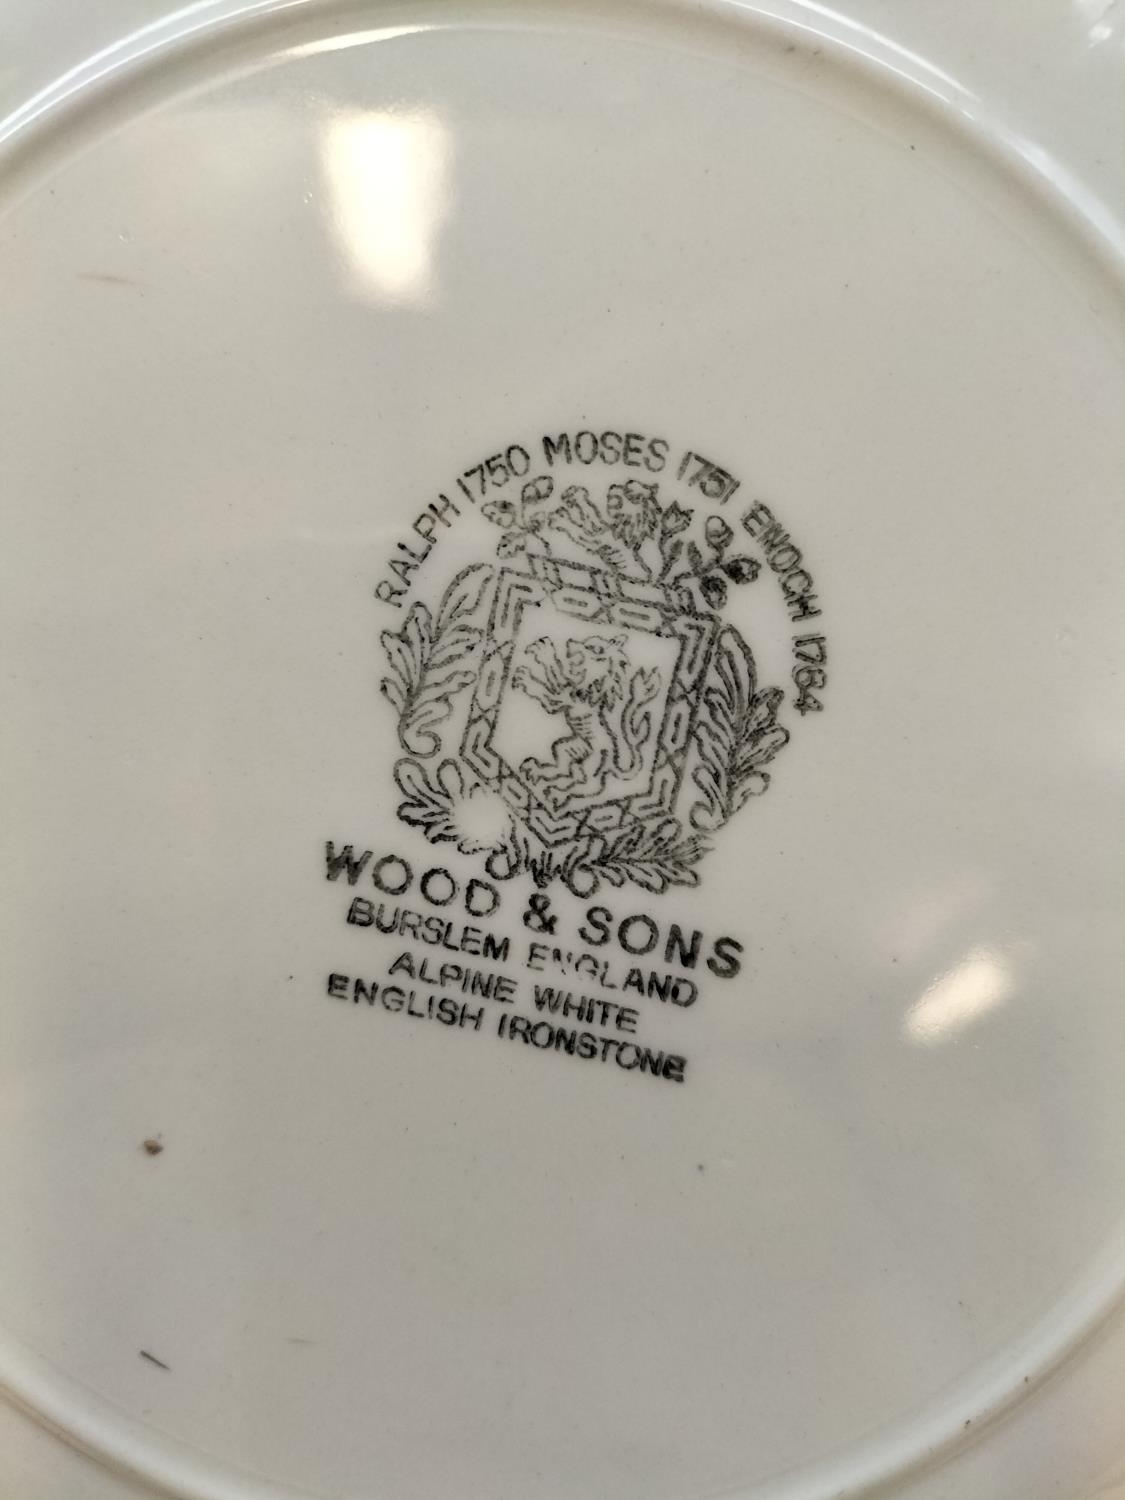 RALPH 1750 MOSES 1751 ENOCH 1784
WOOD & SONS
BURSLEM ENGLAND
ALPINE WHITE
ENGLISH IRONSTONE